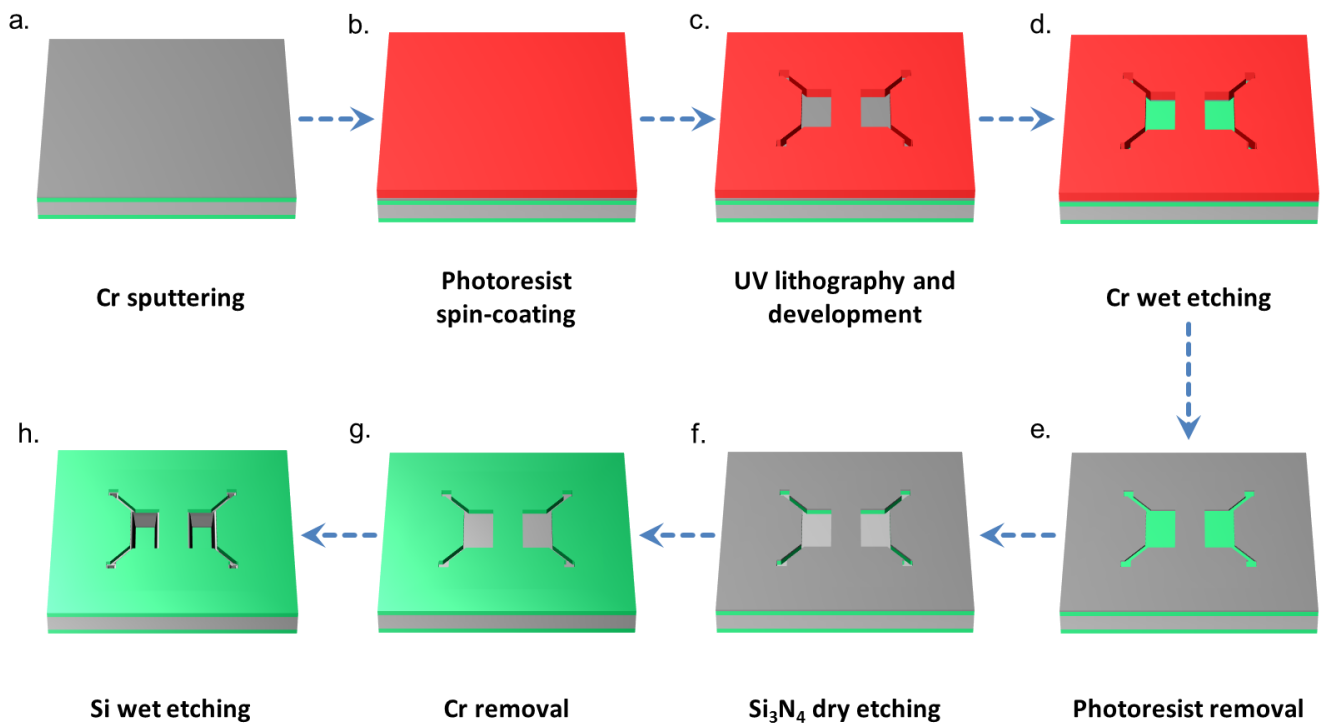 a.
b.
c.
d.
Cr sputtering
Photoresist
spin-coating
UV lithography and
development
Cr wet etching
h.
g.
f.
e.
Si wet etching
Cr removal
Si₃N₄ dry etching
Photoresist removal